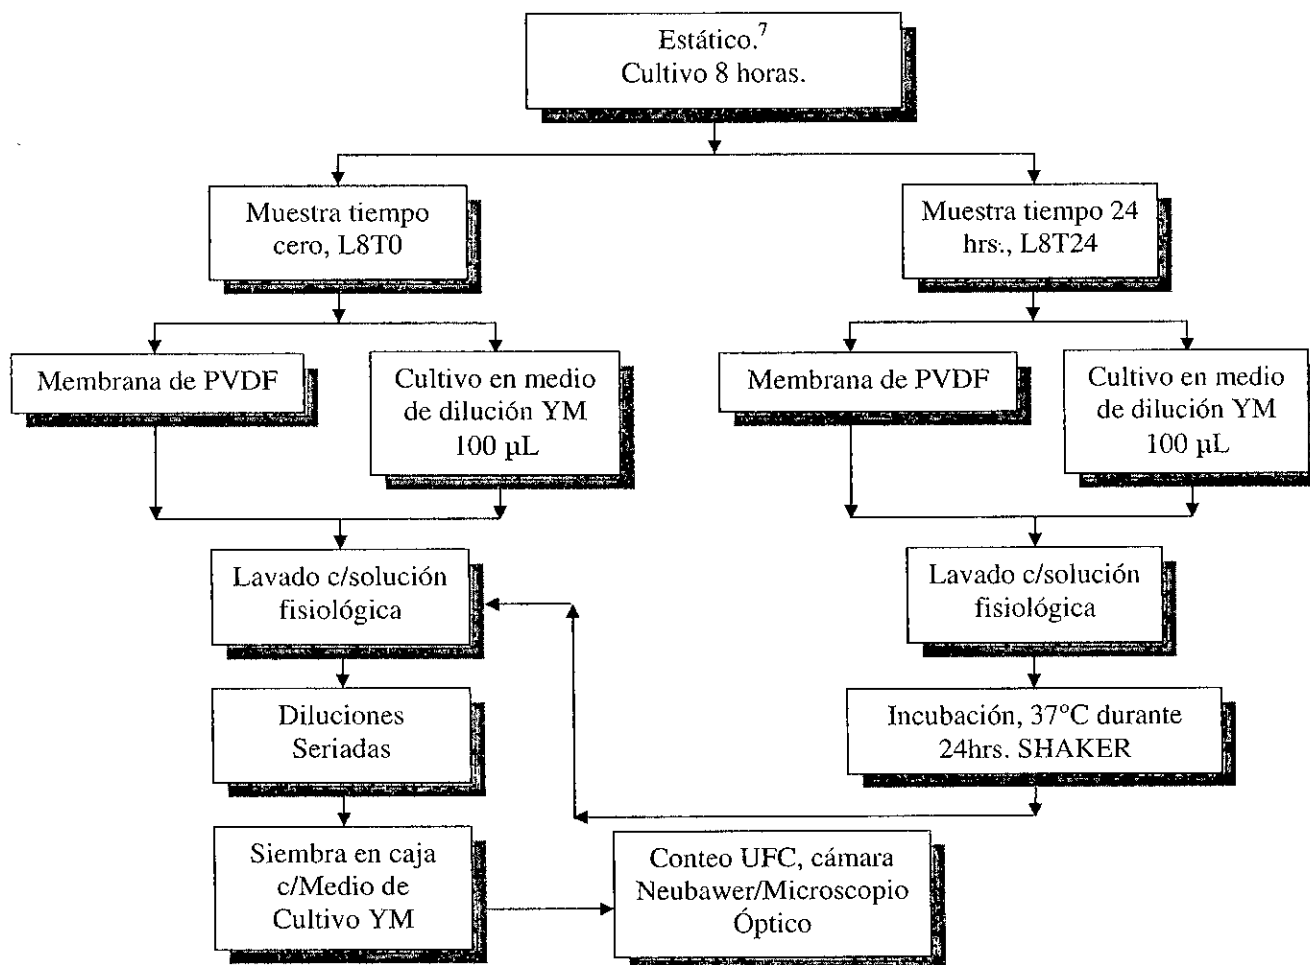 Estático.7
Cultivo 8 horas.
Muestra tiempo
cero, L8T0
Muestra tiempo 24
hrs., L8T24
Membrana de PVDF
Cultivo en medio
de dilución YM
100 µL
Membrana de PVDF
Cultivo en medio
de dilución YM
100 µL
Lavado c/solución
fisiológica
Lavado c/solución
fisiológica
Diluciones
Seriadas
Incubación, 37°C durante
24hrs. SHAKER
Siembra en caja
c/Medio de
Cultivo YM
Conteo UFC, cámara
Neubawer/Microscopio
Óptico